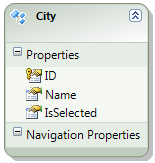 City
Properties
ID
Name
IsSelected
Navigation Properties